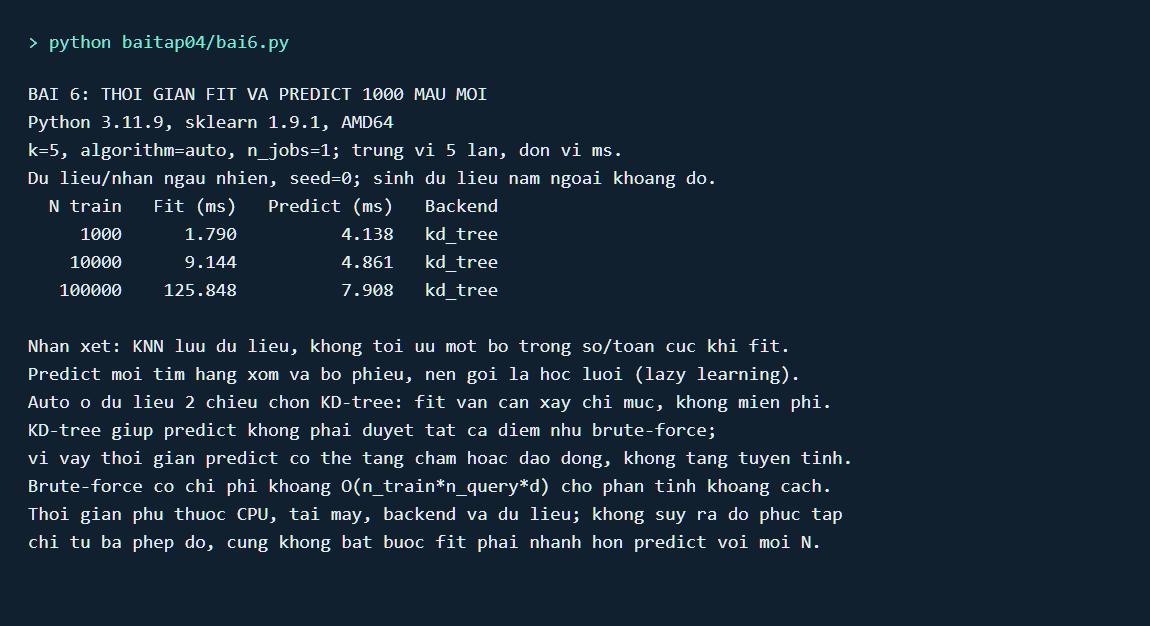 > python baitap04/bai6.py
BAI 6: THOI GIAN FIT VA PREDICT 1000 MAU MOI
Python 3.11.9, sklearn 1.9.1, AMD64
k=5, algorithm=auto, n_jobs=1; trung vi 5 lan, don vi ms.
Du lieu/nhan ngau nhien, seed=0; sinh du lieu nam ngoai khoang do.
N train Fit (ms) Predict (ms) Backend
1000 1.790 4.138 kd_tree
10000 9.144 4.861 kd_tree
100000 125.848 7.908 kd_tree
Nhan xet: KNN luu du lieu, khong toi uu mot bo trong so/toan cuc khi fit.
Predict moi tim hang xom va bo phieu, nen goi la hoc luoi (lazy learning).
Auto o du lieu 2 chieu chon KD-tree: fit van can xay chi muc, khong mien phi.
KD-tree giup predict khong phai duyet tat ca diem nhu brute-force;
vi vay thoi gian predict co the tang cham hoac dao dong, khong tang tuyen tinh.
Brute-force co chi phi khoang O(n_train*n_query*d) cho phan tinh khoang cach.
Thoi gian phu thuoc CPU, tai may, backend va du lieu; khong suy ra do phuc tap
chi tu ba phep do, cung khong bat buoc fit phai nhanh hon predict voi moi N.